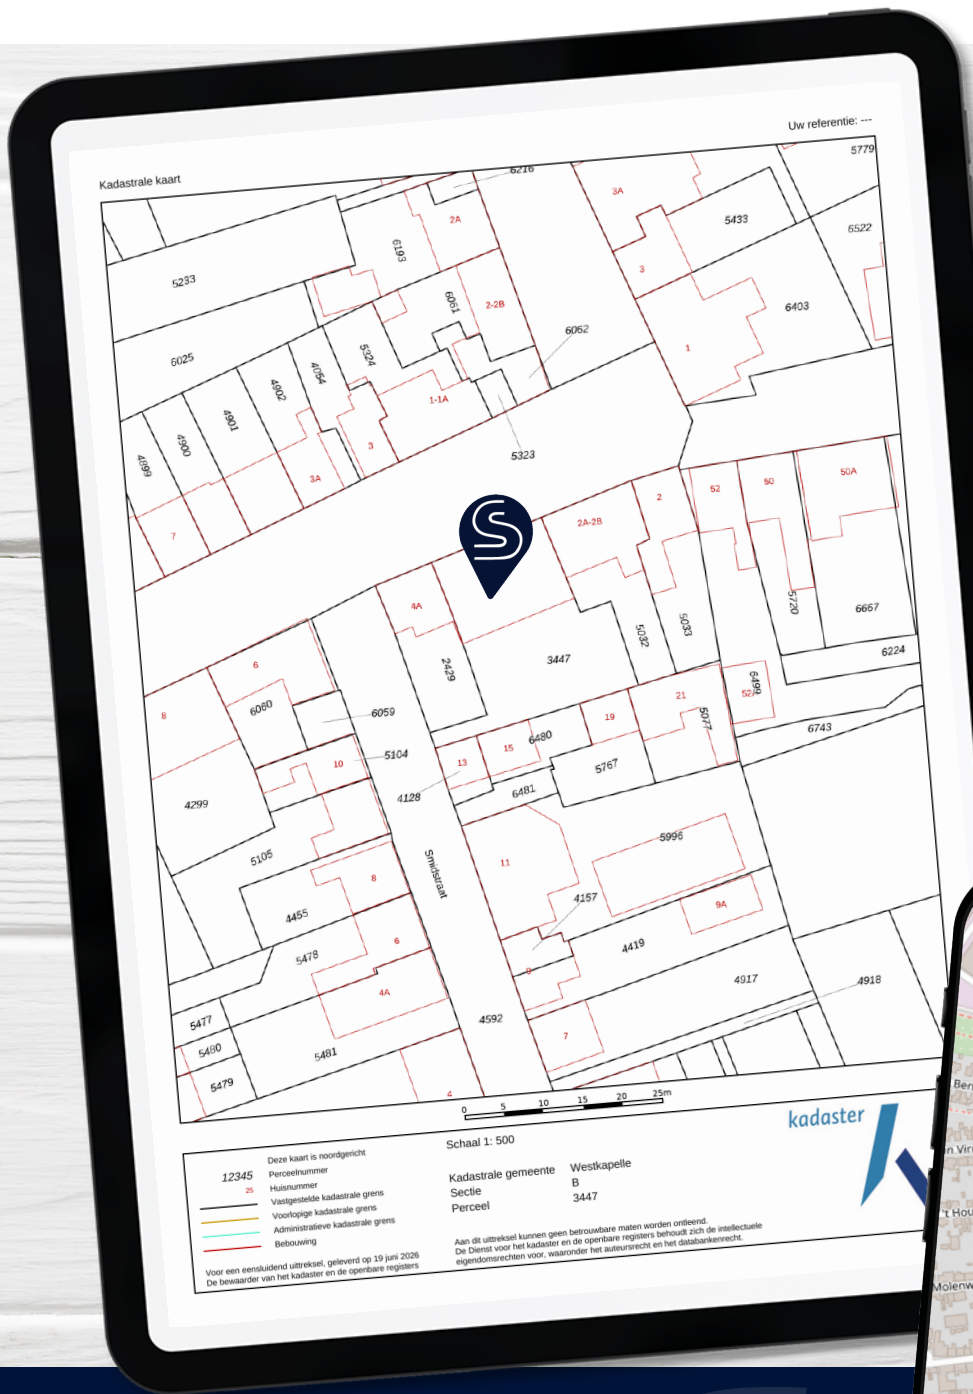 Uw referentie: ---
Kadastrale kaart
5779
6216
3A
2A
5433
6522
6193
5233
3
2-2B
6061
6403
6062
6025
5324
1
4054
4902
1-1A
4901
4900
3
5323
4899
3A
50A
52
50
2
2A-2B
7
S
4A
5720
6667
5033
5032
6224
3447
2429
6
6499
52A
21
6060
8
6059
19
5077
6743
6480
15
5104
13
10
5767
4128
6481
4299
5996
5105
11
Smidstraat
8
4157
9A
4455
6
4419
5478
9
4917
4918
4A
4592
5477
7
5480
5481
5479
4
0 5 10 15 20 25m
Schaal 1: 500
kadaster
Deze kaart is noordgericht
12345 Perceelnummer
25 Huisnummer
Vastgestelde kadastrale grens
Voorlopige kadastrale grens
Administratieve kadastrale grens
Bebouwing
Kadastrale gemeente Westkapelle
Sectie B
Perceel 3447
Voor een eensluidend uittreksel, geleverd op 19 juni 2026
De bewaarder van het kadaster en de openbare registers
Aan dit uittreksel kunnen geen betrouwbare maten worden ontleend.
De Dienst voor het kadaster en de openbare registers behoudt zich de intellectuele
eigendomsrechten voor, waaronder het auteursrecht en het databankenrecht.
Ben
n Vir
't Hou
Molenw